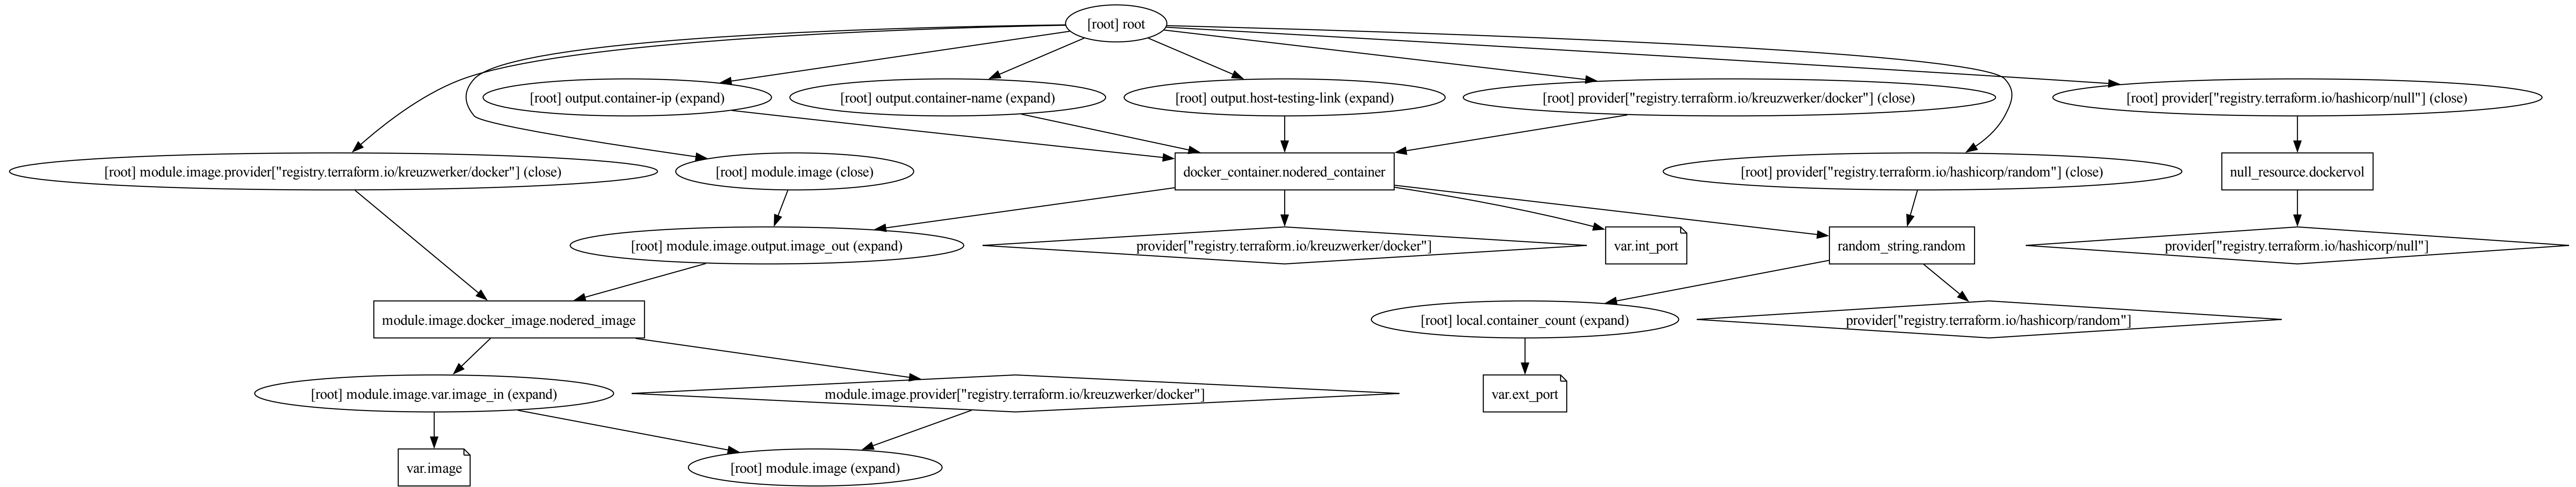 [root] root
[root] output.container-ip (expand)
[root] output.container-name (expand)
[root] output.host-testing-link (expand)
[root] provider["registry.terraform.io/kreuzwerker/docker"] (close)
[root] provider["registry.terraform.io/hashicorp/null"] (close)
[root] module.image.provider["registry.terraform.io/kreuzwerker/docker"] (close)
[root] module.image (close)
docker_container.nodered_container
[root] provider["registry.terraform.io/hashicorp/random"] (close)
null_resource.dockervol
[root] module.image.output.image_out (expand)
provider["registry.terraform.io/kreuzwerker/docker"]
var.int_port
random_string.random
provider["registry.terraform.io/hashicorp/null"]
module.image.docker_image.nodered_image
[root] local.container_count (expand)
provider["registry.terraform.io/hashicorp/random"]
[root] module.image.var.image_in (expand)
module.image.provider["registry.terraform.io/kreuzwerker/docker"]
var.ext_port
var.image
[root] module.image (expand)